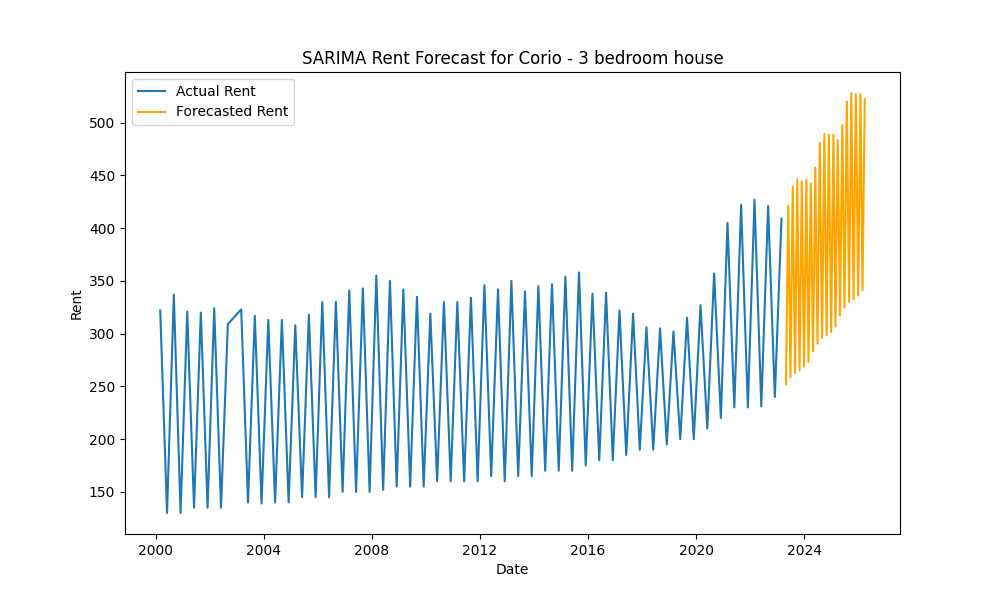 SARIMA Rent Forecast for Corio - 3 bedroom house
Actual Rent
Forecasted Rent
500
450
400
350
300
250
200
150
Rent
2000 2004 2008 2012 2016 2020 2024
Date